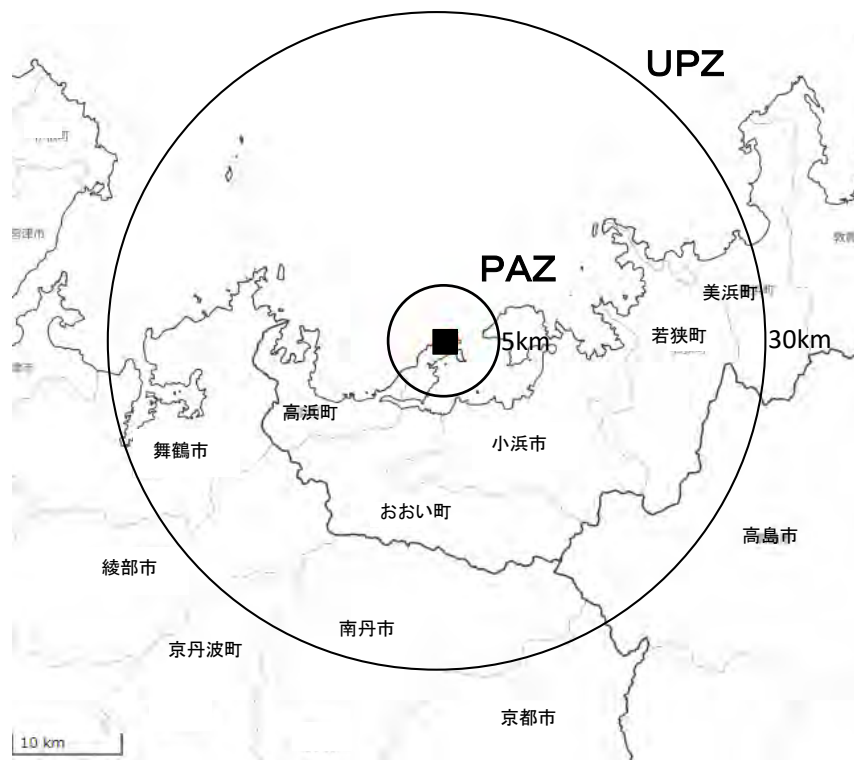 UPZ
PAZ
美浜町
5km
若狭町
30km
高浜町
舞鶴市
小浜市
おおい町
高島市
綾部市
南丹市
京丹波町
京都市
10 km